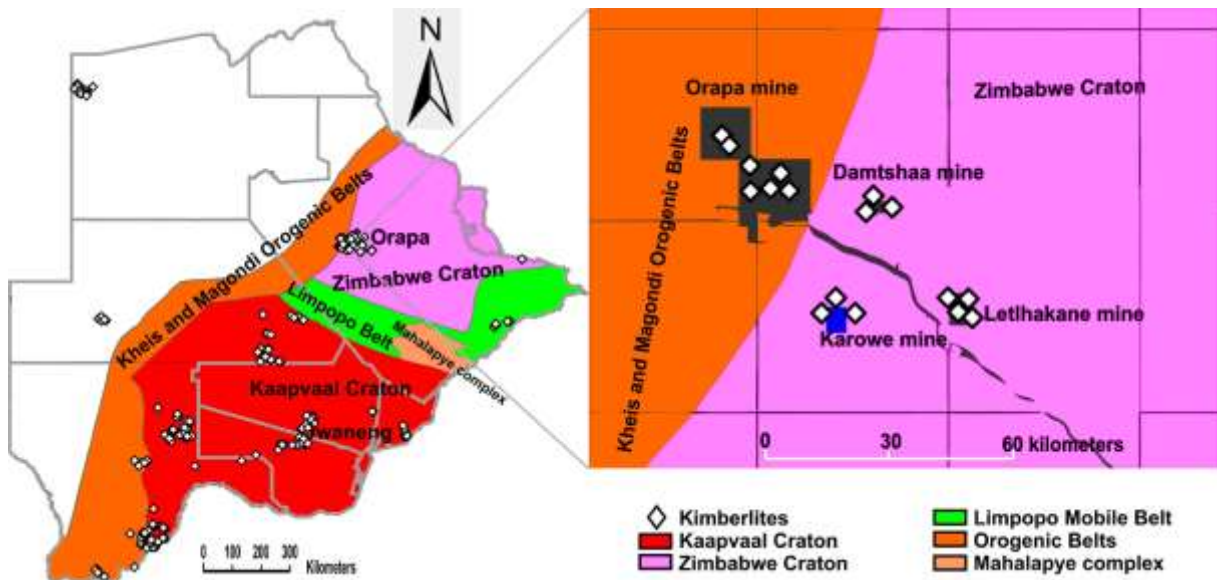 N
Kheis and Magondi Orogenic Belts
Orapa
Zimbabwe Craton
Limpopo Belt
Mahalapye complex
Kaapvaal Craton
waneng
0 100 200 300
Kilometers
Orapa mine
Zimbabwe Craton
Kheis and Magondi Orogenic Belts
Damtshaa mine
Letlhakane mine
Karowe mine
0 30 60 kilometers
Kimberlites
Kaapvaal Craton
Zimbabwe Craton
Limpopo Mobile Belt
Orogenic Belts
Mahalapye complex